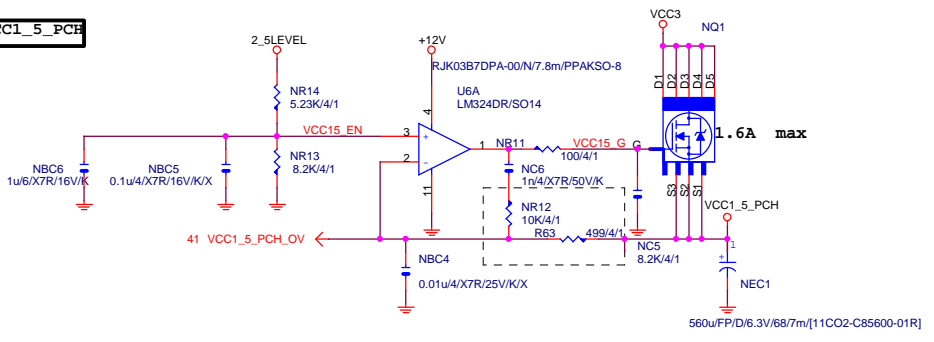 CC1_5_PCH
VCC3
NQ1
2_5LEVEL
+12V
RJK03B7DPA-00/N/7.8m/PPAKSO-8
D1
D2
D3
D4
D5
NR14
5.23K/4/1
U6A
LM324DR/SO14
4
VCC15_EN
3
+
1
NR11
VCC15_G
G
1.6A max
100/4/1
NBC6
1u/6/X7R/16V/K
NBC5
0.1u/4/X7R/16V/K/X
NR13
8.2K/4/1
2
-
11
NC6
1n/4/X7R/50V/K
S3
S2
S1
VCC1_5_PCH
NR12
10K/4/1
41 VCC1_5_PCH_OV
R63
499/4/1
NC5
8.2K/4/1
1
+
NBC4
0.01u/4/X7R/25V/K/X
NEC1
560u/FP/D/6.3V/68/7m/[11CO2-C85600-01R]